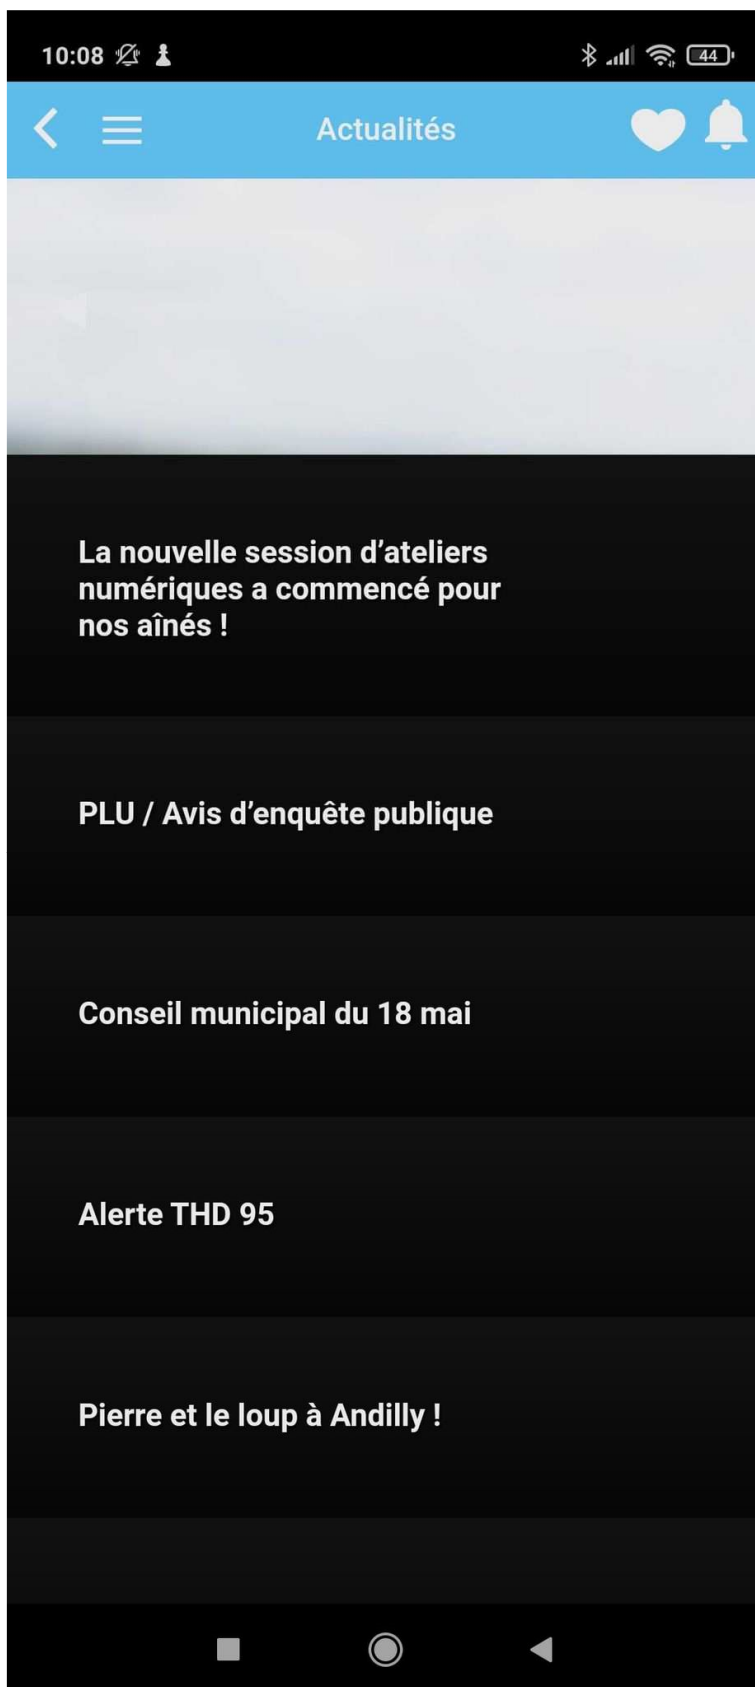 10:08
44
Actualités
La nouvelle session d’ateliers
numériques a commencé pour
nos aînés !
PLU / Avis d’enquête publique
Conseil municipal du 18 mai
Alerte THD 95
Pierre et le loup à Andilly !